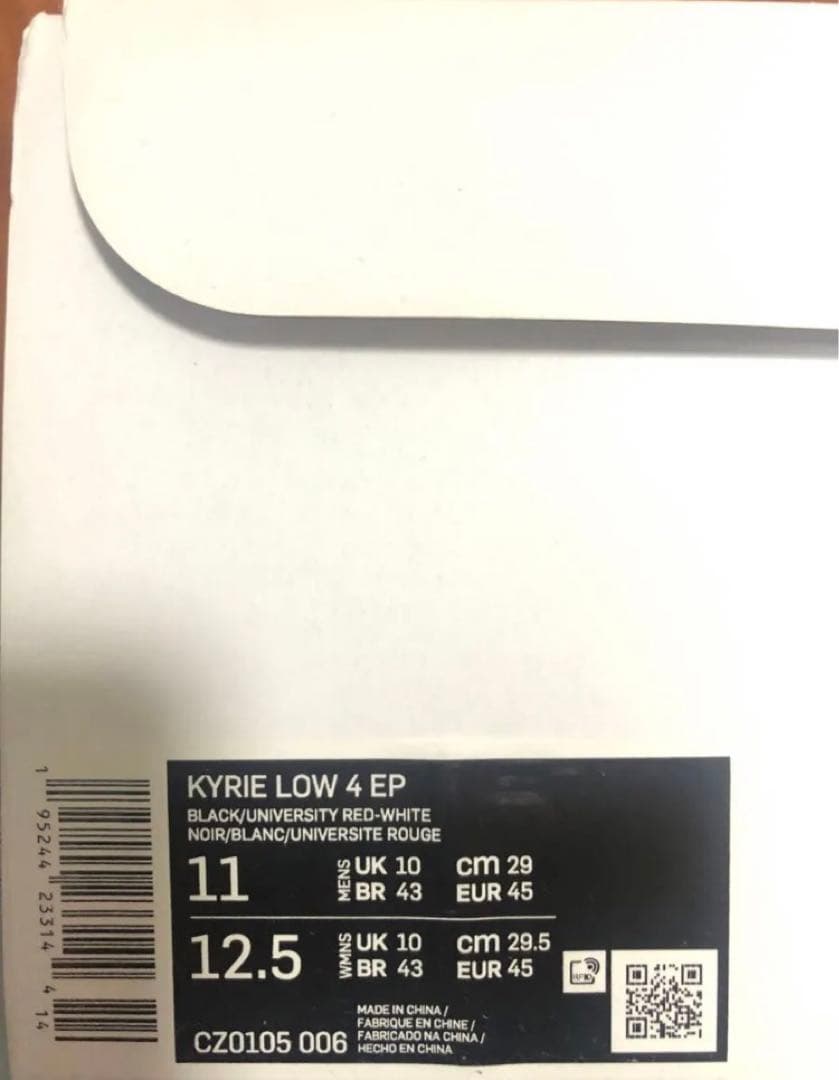 KYRIE LOW 4 EP
BLACK/UNIVERSITY RED-WHITE
NOIR/BLANC/UNIVERSITE ROUGE
11 MENS UK 10 cm 29
BR 43 EUR 45
12.5 WMNS UK 10 cm 29.5
BR 43 EUR 45
RFID
MADE IN CHINA /
FABRIQUE EN CHINE /
FABRICADO NA CHINA /
HECHO EN CHINA
CZ0105 006
1 95244 23314 4 14